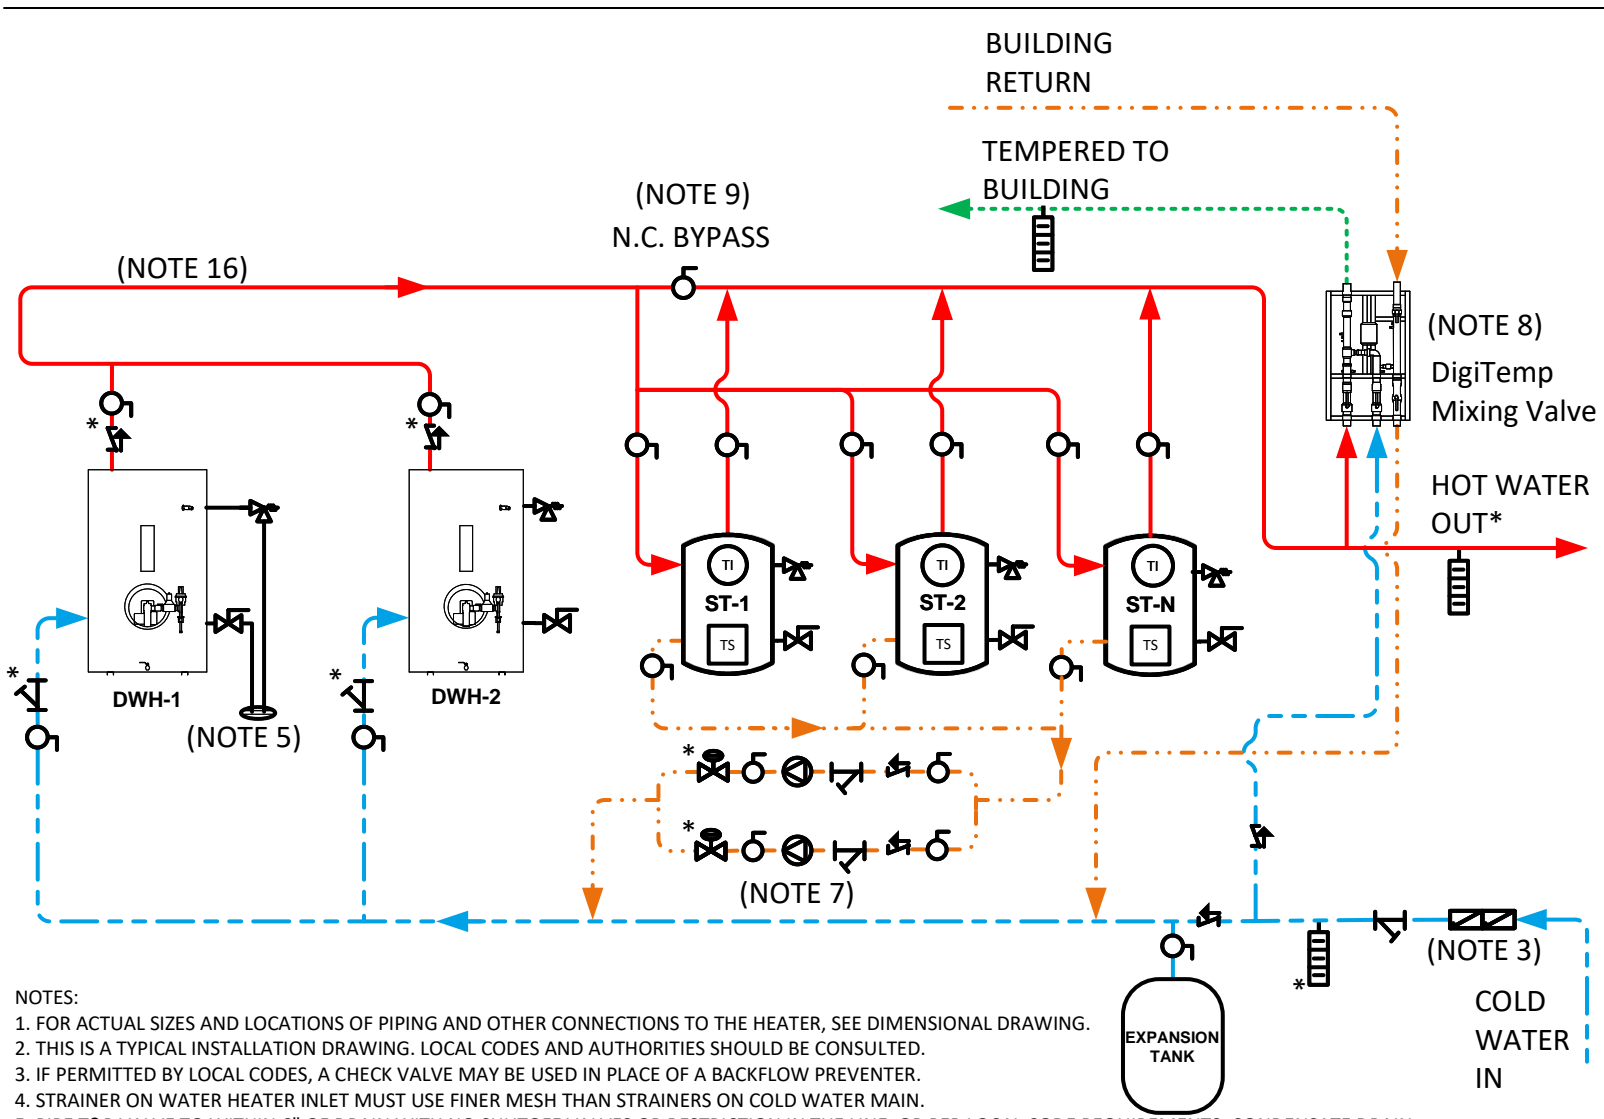 BUILDING
RETURN
TEMPERED TO
BUILDING
(NOTE 9)
N.C. BYPASS
(NOTE 16)
(NOTE 8)
DigiTemp
Mixing Valve
HOT WATER
OUT*
*
*
TI
ST-1
TS
TI
ST-2
TS
TI
ST-N
TS
*
*
DWH-1
DWH-2
(NOTE 5)
*
*
(NOTE 7)
(NOTE 3)
*
COLD
WATER
IN
EXPANSION
TANK
NOTES:
1. FOR ACTUAL SIZES AND LOCATIONS OF PIPING AND OTHER CONNECTIONS TO THE HEATER, SEE DIMENSIONAL DRAWING.
2. THIS IS A TYPICAL INSTALLATION DRAWING. LOCAL CODES AND AUTHORITIES SHOULD BE CONSULTED.
3. IF PERMITTED BY LOCAL CODES, A CHECK VALVE MAY BE USED IN PLACE OF A BACKFLOW PREVENTER.
4. STRAINER ON WATER HEATER INLET MUST USE FINER MESH THAN STRAINERS ON COLD WATER MAIN.